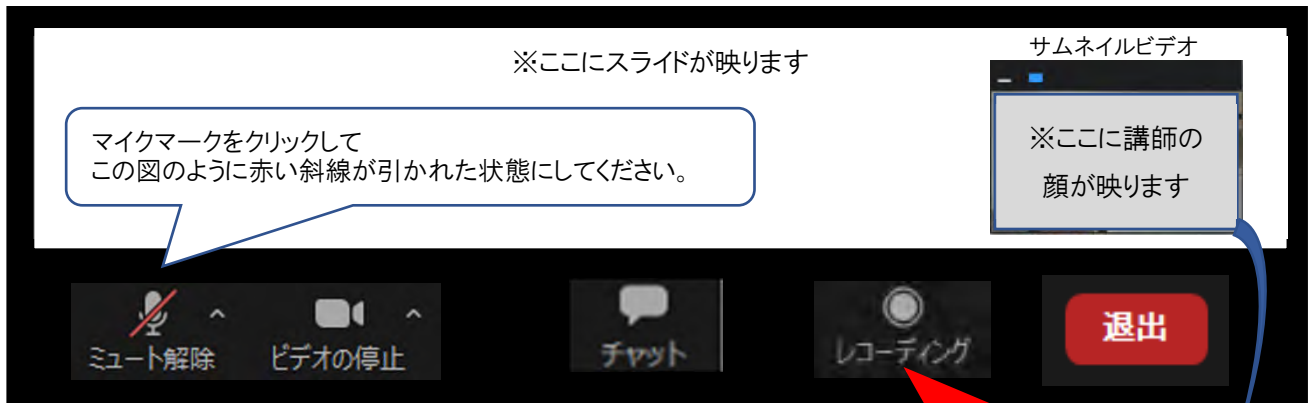 サムネイルビデオ
※ここにスライドが映ります
※ここに講師の
顔が映ります
マイクマークをクリックして
この図のように赤い斜線が引かれた状態にしてください。
ミュート解除
ビデオの停止
チャット
レコーディング
退出